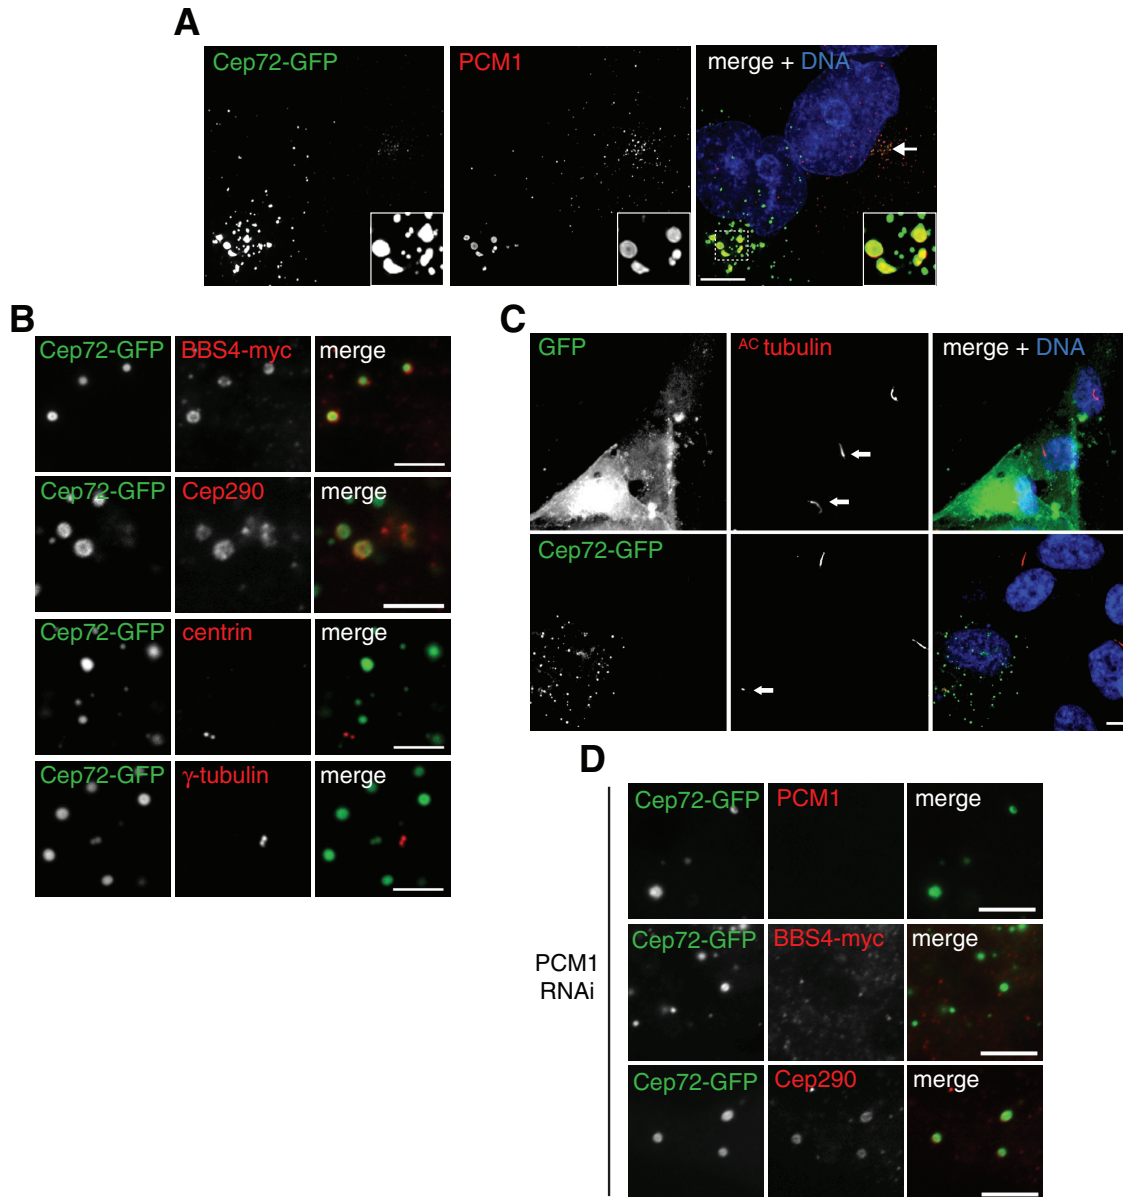 A
Cep72-GFP
PCM1
merge + DNA
B
Cep72-GFP
BBS4-myc
merge
Cep72-GFP
Cep290
merge
Cep72-GFP
centrin
merge
Cep72-GFP
γ-tubulin
merge
C
GFP
AC tubulin
merge + DNA
Cep72-GFP
D
PCM1
RNAi
Cep72-GFP
PCM1
merge
Cep72-GFP
BBS4-myc
merge
Cep72-GFP
Cep290
merge